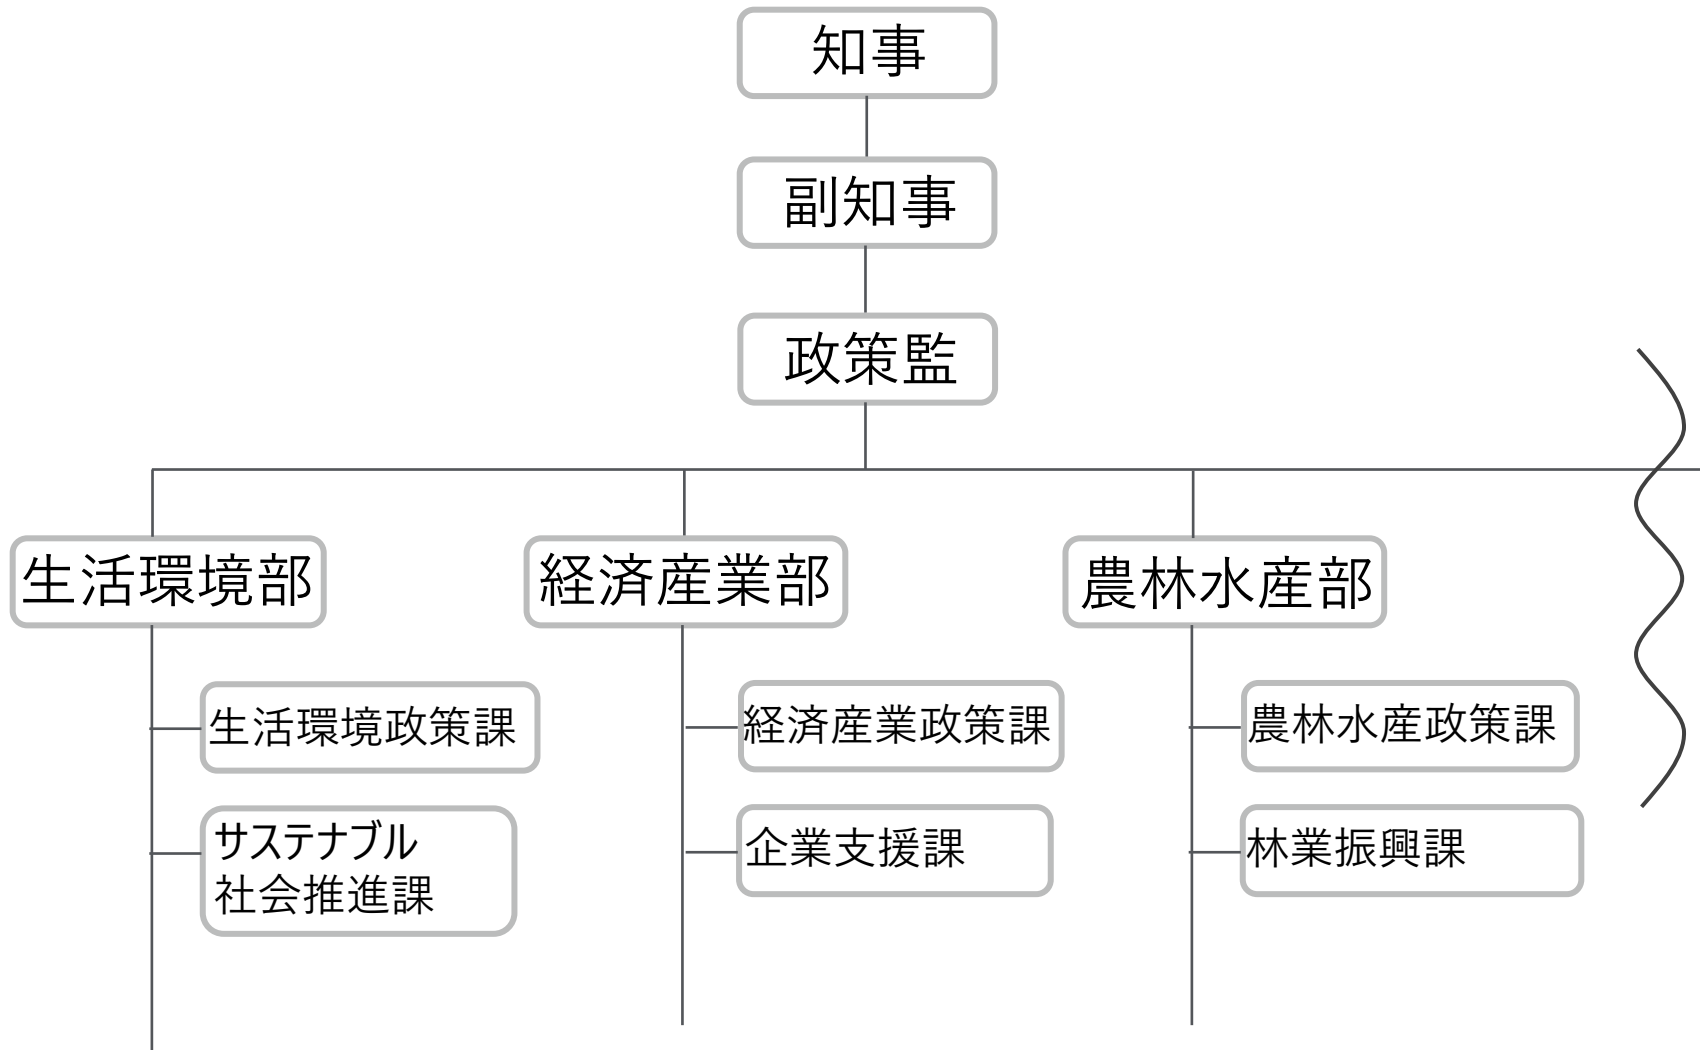 知事
副知事
政策監
生活環境部
経済産業部
農林水産部
生活環境政策課
経済産業政策課
農林水産政策課
サステナブル
社会推進課
企業支援課
林業振興課